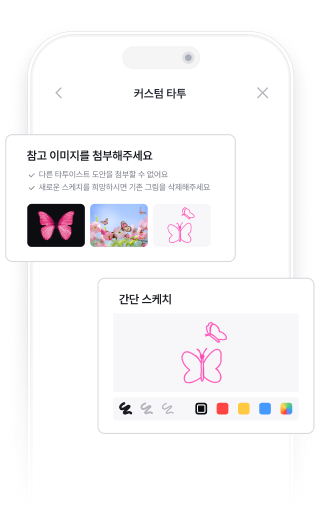 커스텀 타투
참고 이미지를 첨부해주세요
다른 타투이스트 도안을 첨부할 수 없어요
새로운 스케치를 희망하시면 기존 그림을 삭제해주세요
간단 스케치